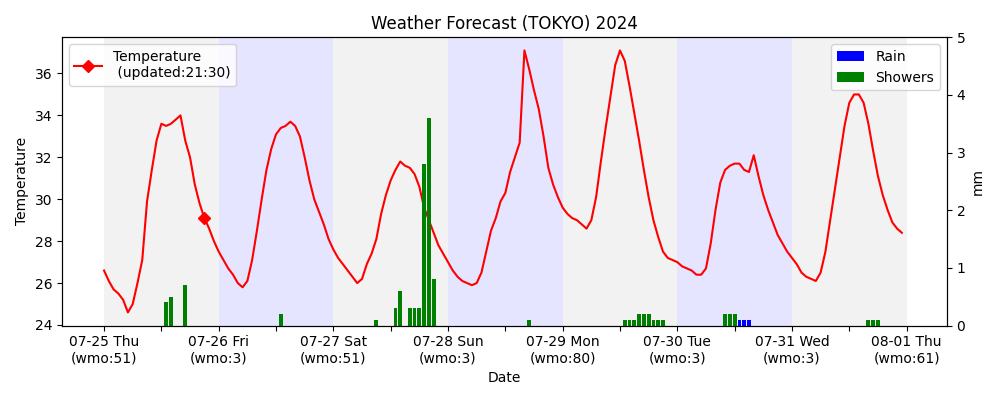 Weather Forecast (TOKYO) 2024
Temperature
(updated:21:30)
Rain
Showers
36
34
32
30
28
26
24
Temperature
5
4
3
2
1
0
mm
07-25 Thu 07-26 Fri 07-27 Sat 07-28 Sun 07-29 Mon 07-30 Tue 07-31 Wed 08-01 Thu
(wmo:51) (wmo:3) (wmo:51) (wmo:3) (wmo:80) (wmo:3) (wmo:3) (wmo:61)
Date